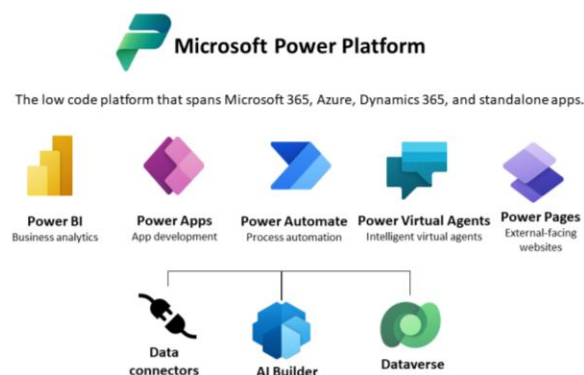 Microsoft Power Platform
The low code platform that spans Microsoft 365, Azure, Dynamics 365, and standalone apps.
Power BI
Business analytics
Power Apps
App development
Power Automate
Process automation
Power Virtual Agents
Intelligent virtual agents
Power Pages
External-facing
websites
Data
connectors
AI Builder
Dataverse